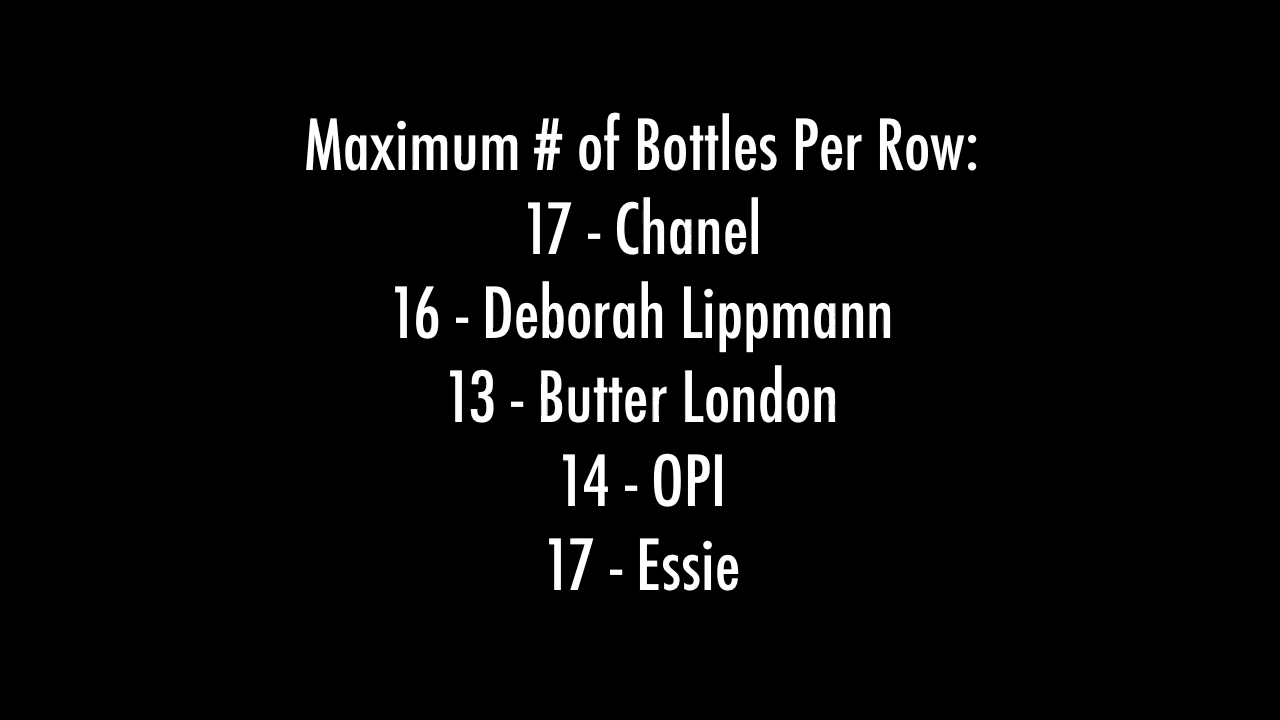 Maximum # of Bottles Per Row:
17 - Chanel
16 - Deborah Lippmann
13 - Butter London
14 - OPI
17 - Essie